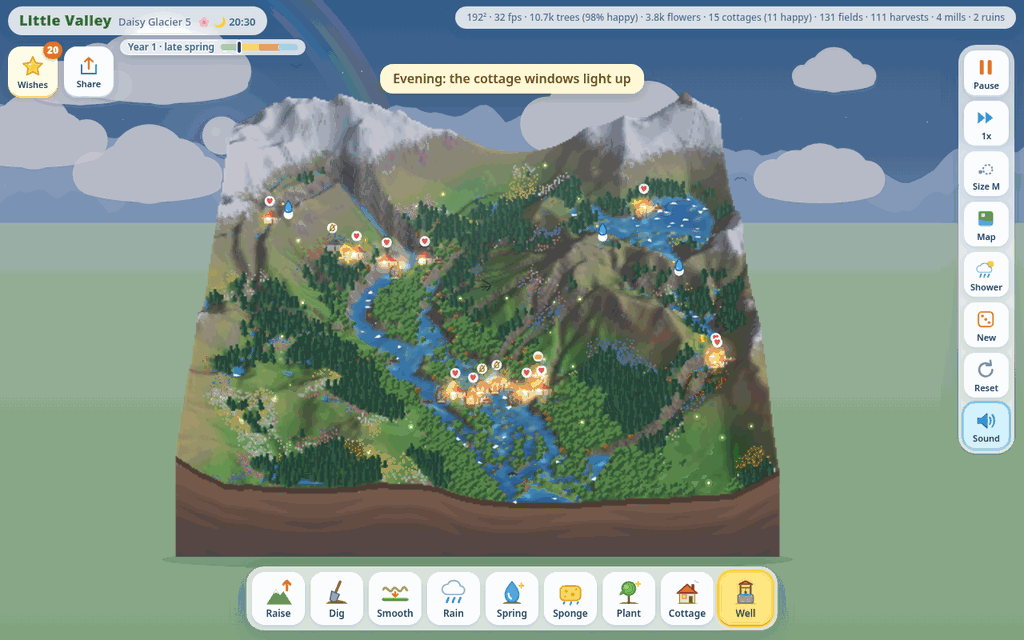 Little Valley Daisy Glacier 5 🌸 🌙 20:30
192² · 32 fps · 10.7k trees (98% happy) · 3.8k flowers · 15 cottages (11 happy) · 131 fields · 111 harvests · 4 mills · 2 ruins
Year 1 · late spring
20
Wishes
Share
Evening: the cottage windows light up
Pause
1x
Size M
Map
Shower
New
Reset
Sound
Raise
Dig
Smooth
Rain
Spring
Sponge
Plant
Cottage
Well